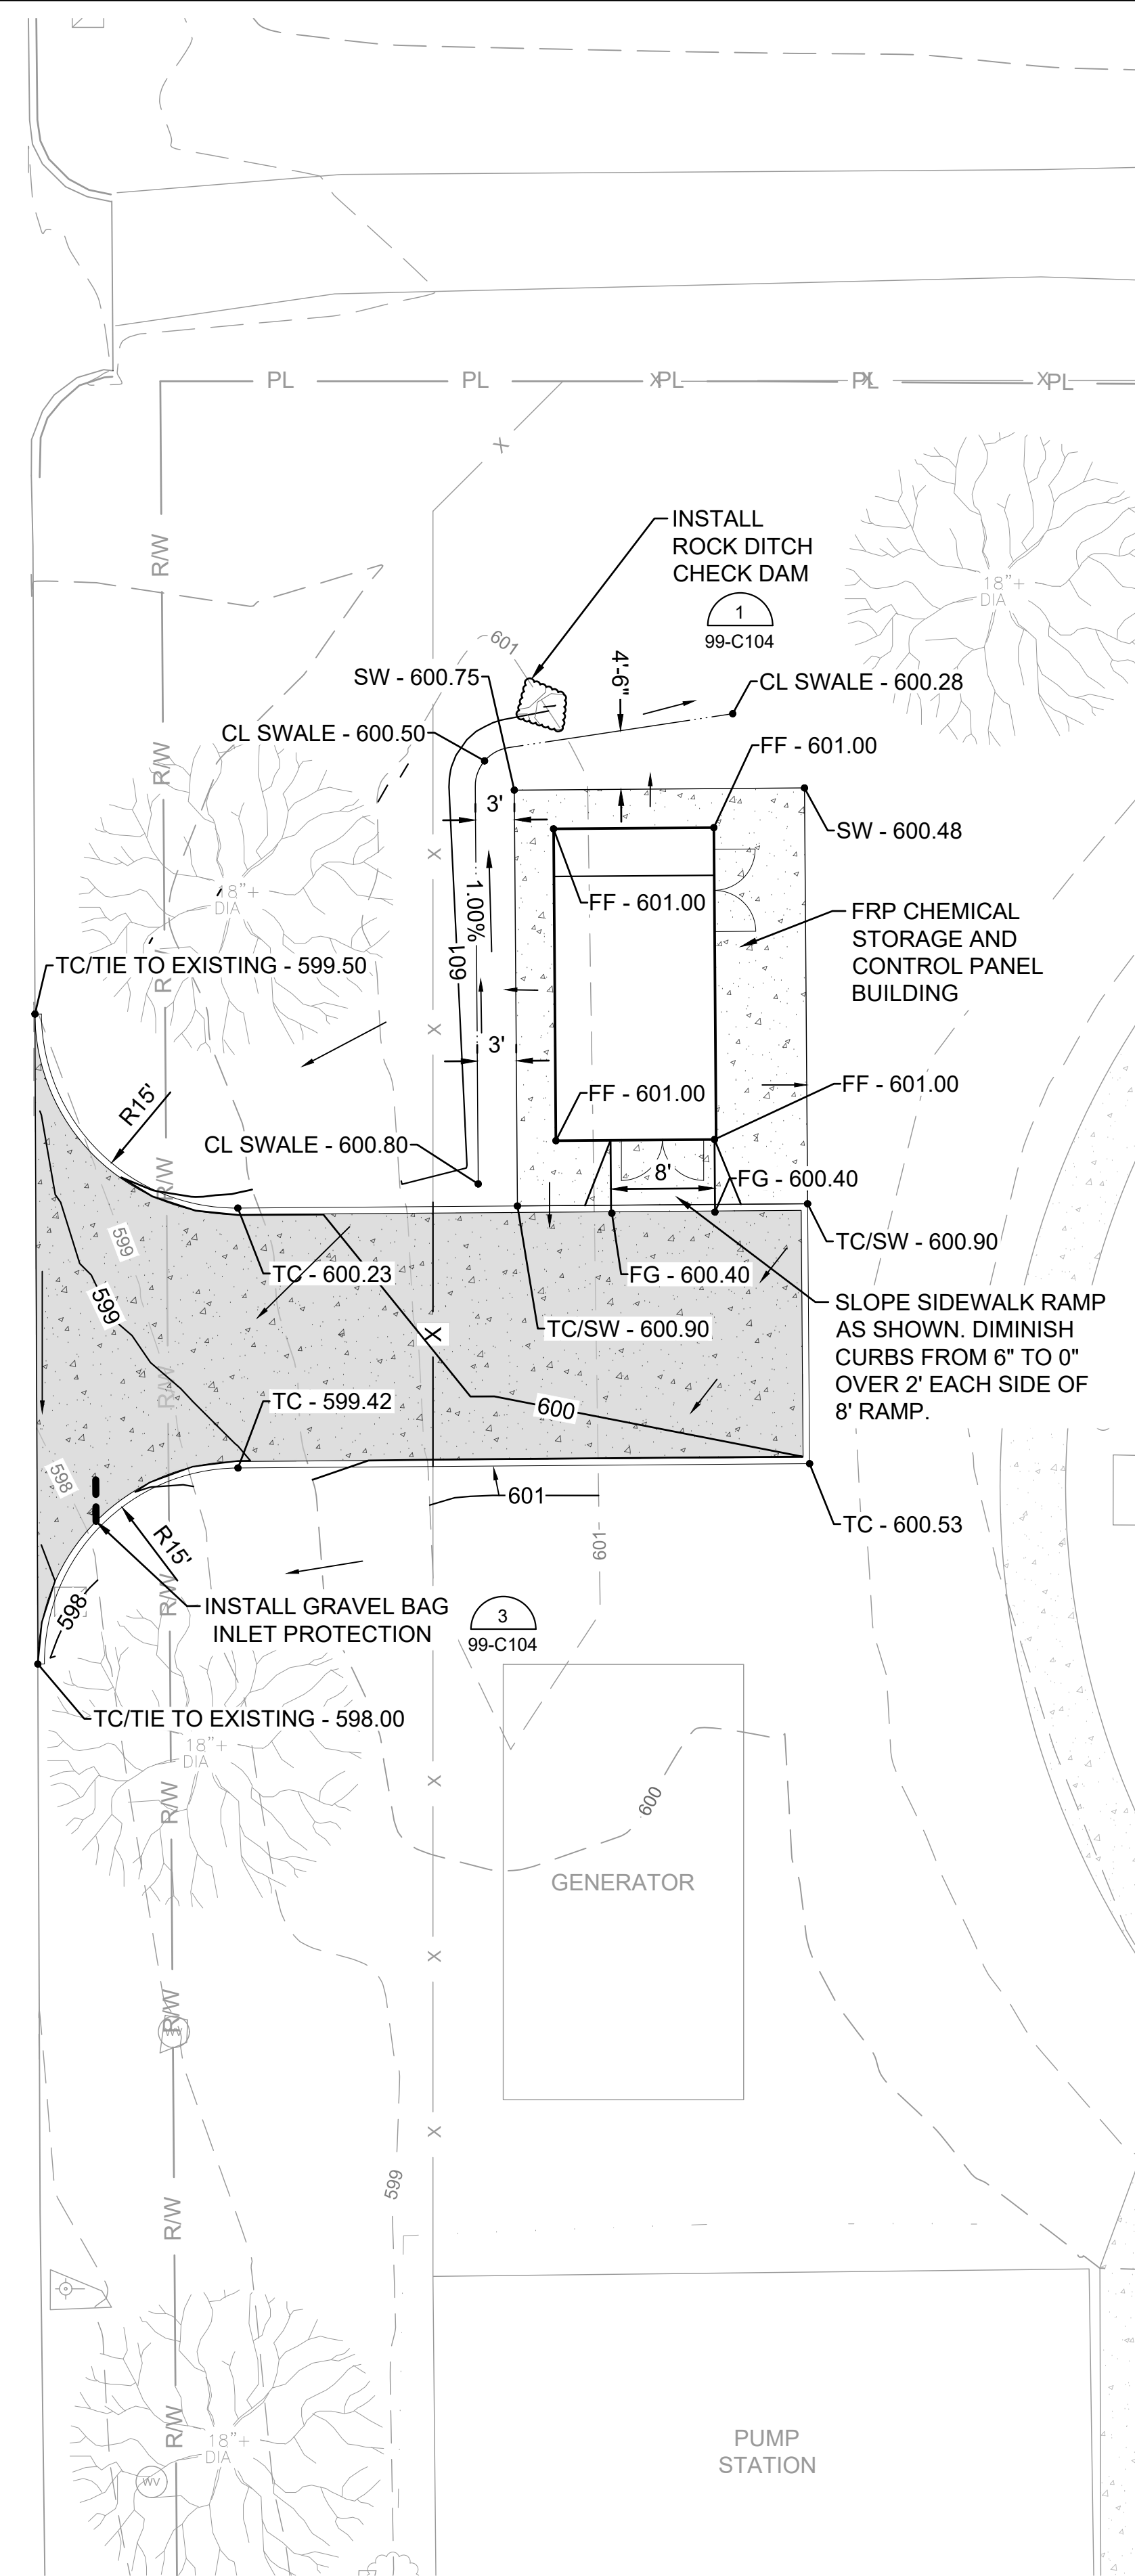 PL PL XPL PL X XPL
X
R/W
INSTALL
ROCK DITCH
CHECK DAM
1
99-C104
18"+
DIA
601
4'-6"
SW - 600.75
CL SWALE - 600.28
CL SWALE - 600.50
FF - 601.00
R/W
3'
SW - 600.48
X
1.00%
18"+
DIA
FF - 601.00
FRP CHEMICAL
STORAGE AND
CONTROL PANEL
BUILDING
601
TC/TIE TO EXISTING - 599.50
R/W
X
3'
FF - 601.00
FF - 601.00
R15'
CL SWALE - 600.80
R/W
8'
FG - 600.40
599
TC/SW - 600.90
TC - 600.23
FG - 600.40
599
X
TC/SW - 600.90
SLOPE SIDEWALK RAMP
AS SHOWN. DIMINISH
CURBS FROM 6" TO 0"
OVER 2' EACH SIDE OF
8' RAMP.
R/W
TC - 599.42
600
598
601
TC - 600.53
R15'
601
R/W
598
INSTALL GRAVEL BAG
INLET PROTECTION
3
99-C104
TC/TIE TO EXISTING - 598.00
18"+
DIA
X
R/W
600
GENERATOR
X
R/W
WV
X
599
R/W
18"+
DIA
R/W
PUMP
STATION
WV